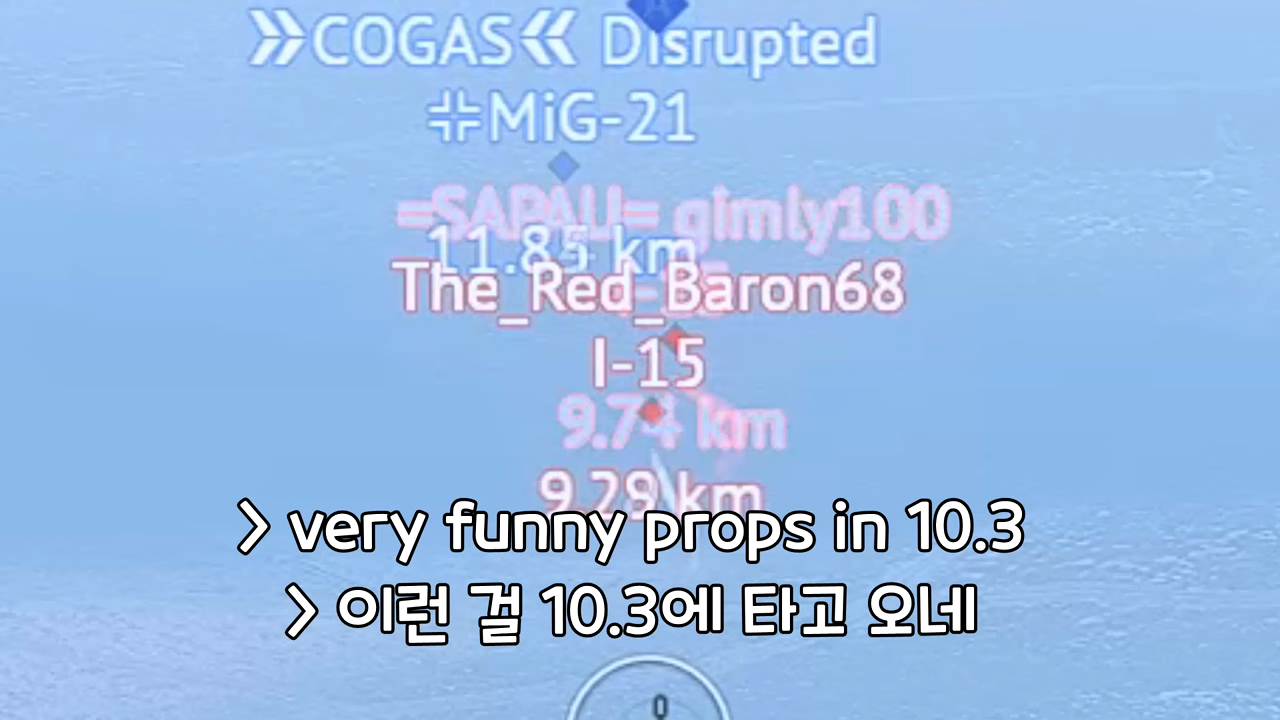 »COGAS« Disrupted
MiG-21
=SAPAU= gimly100
11.85 km
The_Red_Baron68
I-15
9.74 km
9.29 km
> very funny props in 10.3
> 이런 걸 10.3에 타고 오네
0